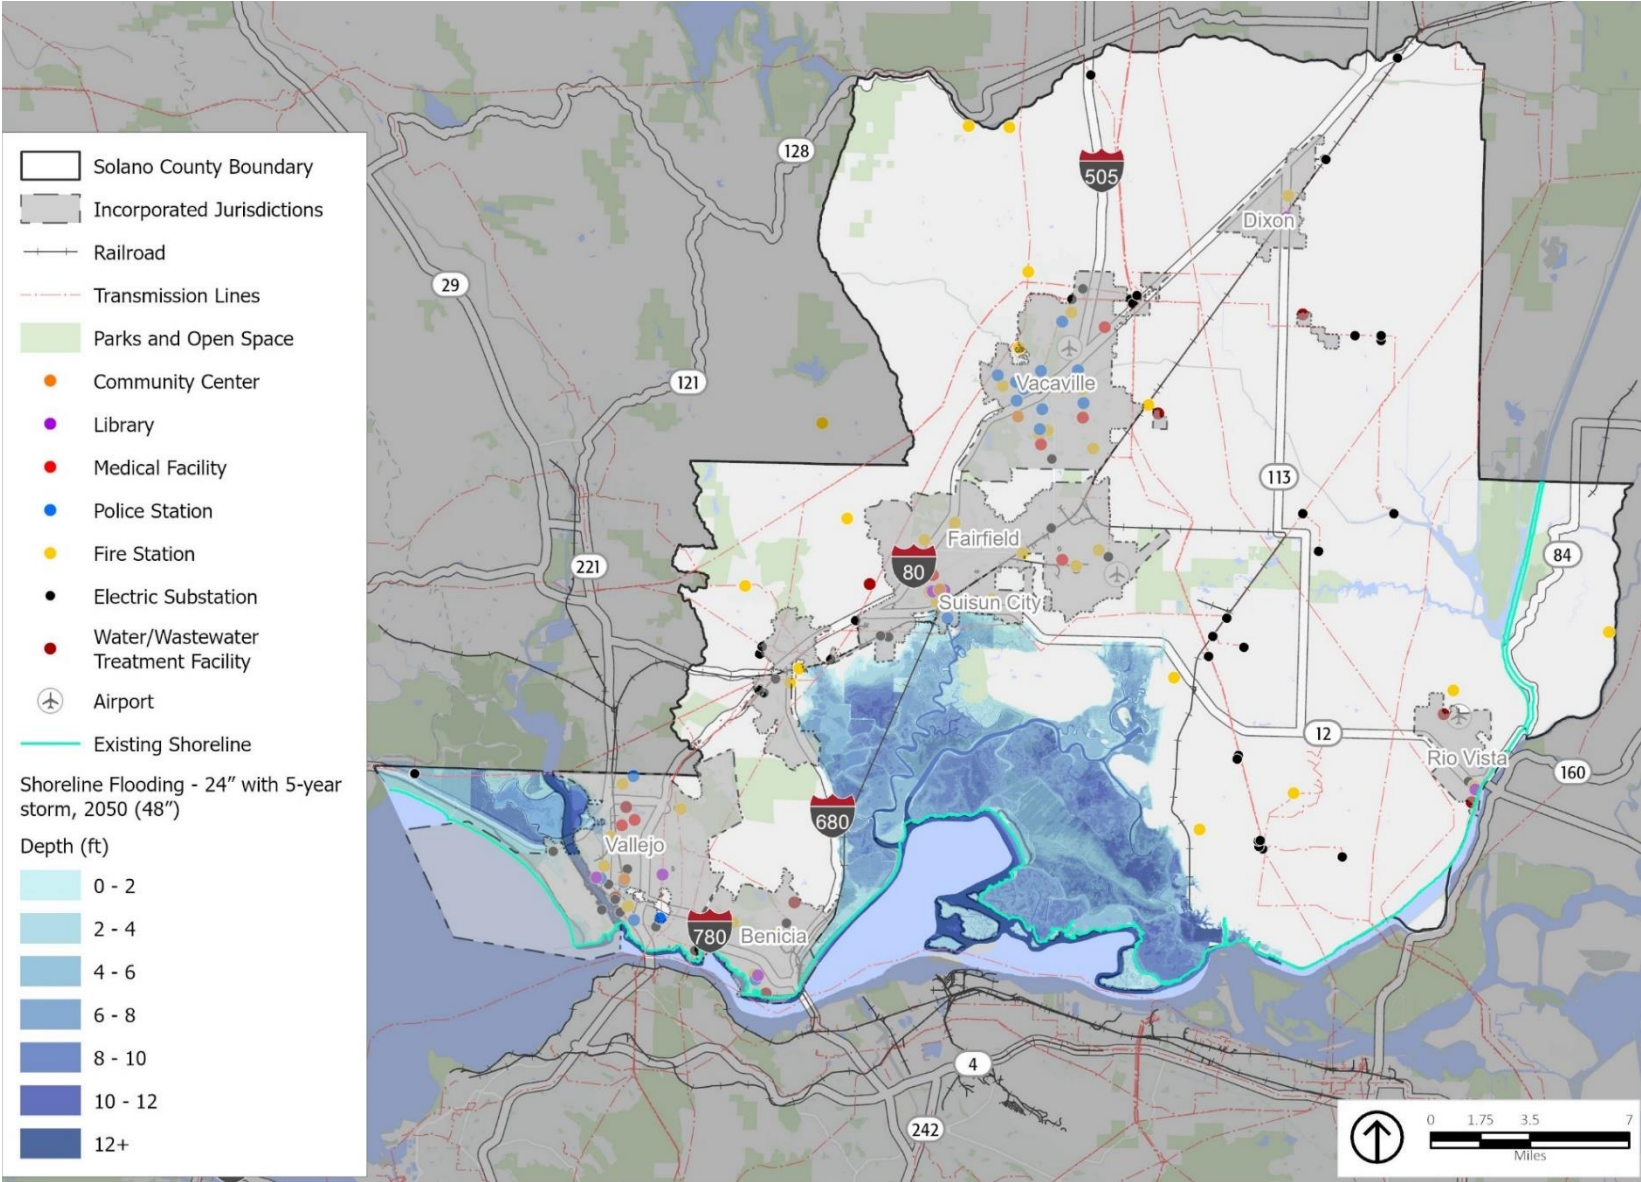 Solano County Boundary
Incorporated Jurisdictions
Railroad
Transmission Lines
Parks and Open Space
Community Center
Library
Medical Facility
Police Station
Fire Station
Electric Substation
Water/Wastewater
Treatment Facility
Airport
Existing Shoreline
Shoreline Flooding - 24” with 5-year
storm, 2050 (48”)
Depth (ft)
0 - 2
2 - 4
4 - 6
6 - 8
8 - 10
10 - 12
12+
128
505
Dixon
29
121
Vacaville
113
Fairfield
80
84
221
Suisun City
12
Rio Vista
160
680
Vallejo
780
Benicia
4
242
0 1.75 3.5 7
Miles